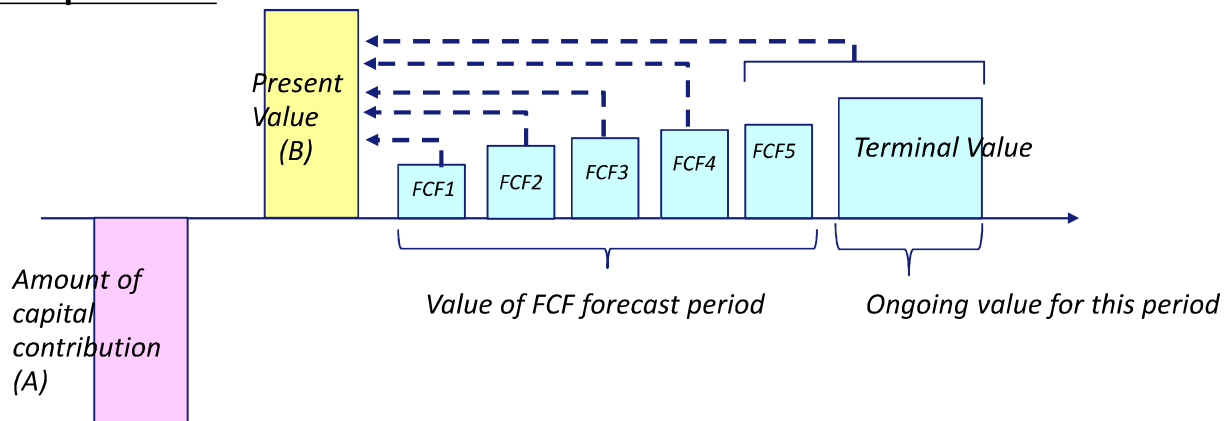 Present
Value
(B)
FCF1
FCF2
FCF3
FCF4
FCF5
Terminal Value
Amount of
capital
contribution
(A)
Value of FCF forecast period
Ongoing value for this period